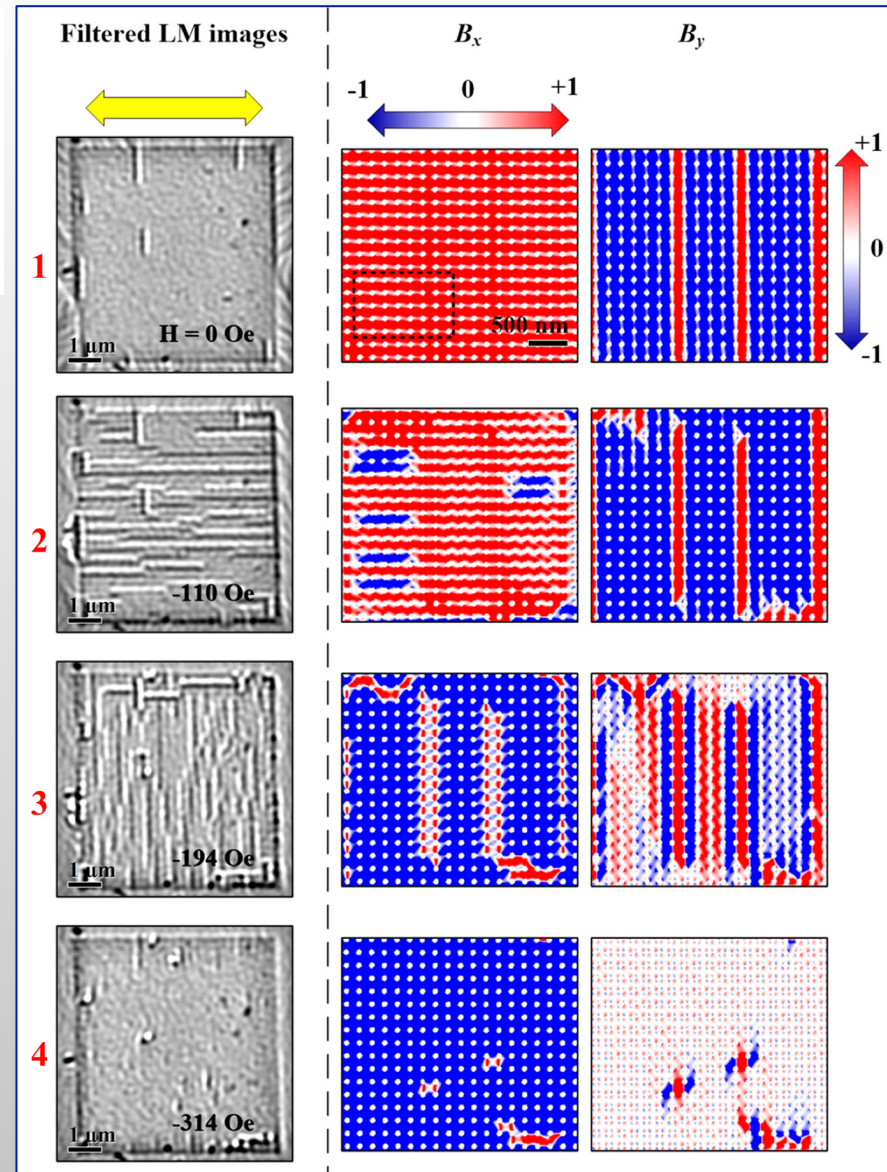 Filtered LM images
Bx
By
-1 0 +1
+1
0
-1
1
H = 0 Oe
1 μm
500 nm
2
-110 Oe
1 μm
3
-194 Oe
1 μm
4
-314 Oe
1 μm